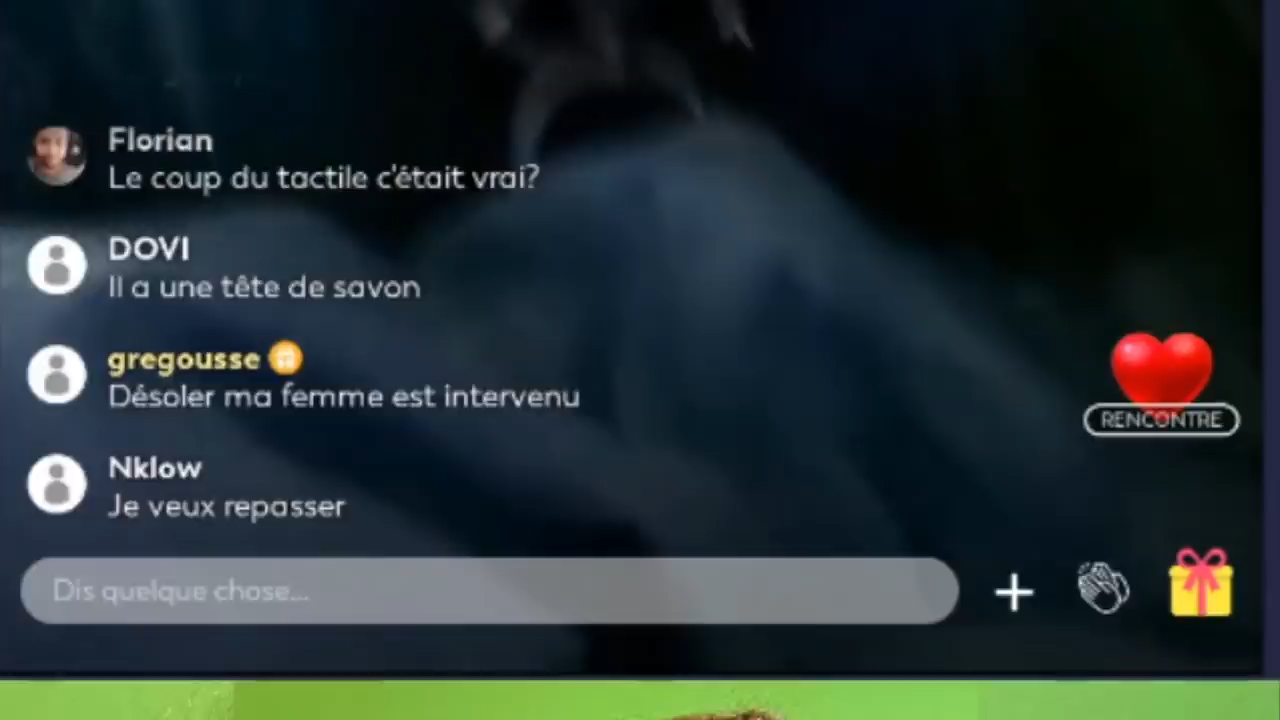 Florian
Le coup du tactile c'était vrai?
DOVI
Il a une tête de savon
gregousse
Désoler ma femme est intervenu
RENCONTRE
Nklow
Je veux repasser
Dis quelque chose...